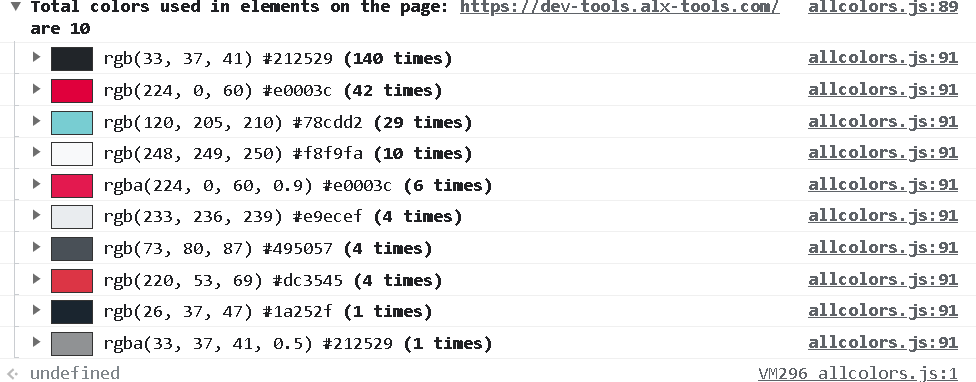 ▼ Total colors used in elements on the page: https://dev-tools.alx-tools.com/ allcolors.js:89
are 10
▶ rgb(33, 37, 41) #212529 (140 times) allcolors.js:91
▶ rgb(224, 0, 60) #e0003c (42 times) allcolors.js:91
▶ rgb(120, 205, 210) #78cdd2 (29 times) allcolors.js:91
▶ rgb(248, 249, 250) #f8f9fa (10 times) allcolors.js:91
▶ rgba(224, 0, 60, 0.9) #e0003c (6 times) allcolors.js:91
▶ rgb(233, 236, 239) #e9ecef (4 times) allcolors.js:91
▶ rgb(73, 80, 87) #495057 (4 times) allcolors.js:91
▶ rgb(220, 53, 69) #dc3545 (4 times) allcolors.js:91
▶ rgb(26, 37, 47) #1a252f (1 times) allcolors.js:91
▶ rgba(33, 37, 41, 0.5) #212529 (1 times) allcolors.js:91
undefined VM296 allcolors.js:1